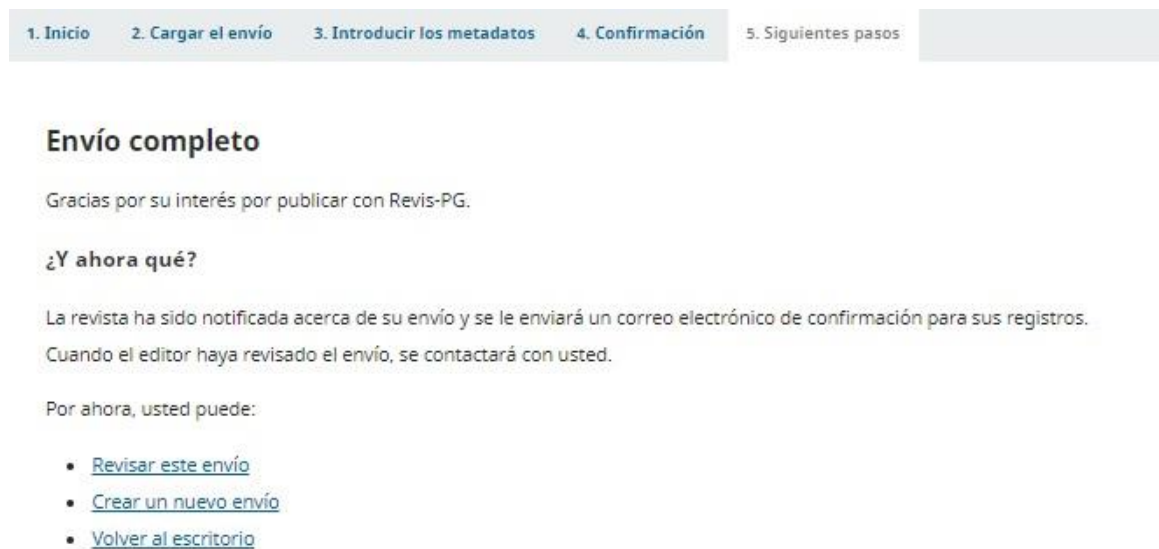 1. Inicio 2. Cargar el envío 3. Introducir los metadatos 4. Confirmación 5. Siguientes pasos
Envío completo
Gracias por su interés por publicar con Revis-PG.
¿Y ahora qué?
La revista ha sido notificada acerca de su envío y se le enviará un correo electrónico de confirmación para sus registros.
Cuando el editor haya revisado el envío, se contactará con usted.
Por ahora, usted puede:
• Revisar este envío
• Crear un nuevo envío
• Volver al escritorio